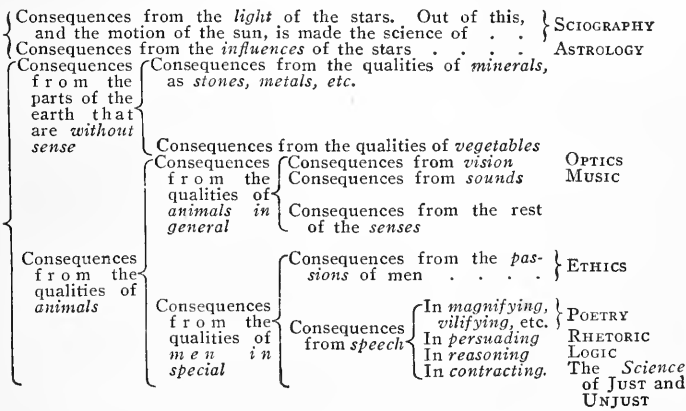 Consequences from the light of the stars. Out of this,
and the motion of the sun, is made the science of . .
SCIOGRAPHY
Consequences from the influences of the stars . . . .
ASTROLOGY
Consequences
from the
parts of the
earth that
are without
sense
Consequences from the qualities of minerals,
as stones, metals, etc.
Consequences from the qualities of vegetables
Consequences
from the
qualities of
animals
Consequences
from the
qualities of
animals in
general
Consequences from vision
OPTICS
Consequences from sounds
MUSIC
Consequences from the rest
of the senses
Consequences
from the
qualities of
men in
special
Consequences from the pas-
sions of men . . . .
ETHICS
Consequences
from speech
In magnifying,
vilifying, etc.
POETRY
In persuading
RHETORIC
In reasoning
LOGIC
In contracting.
The Science
of JUST and
UNJUST